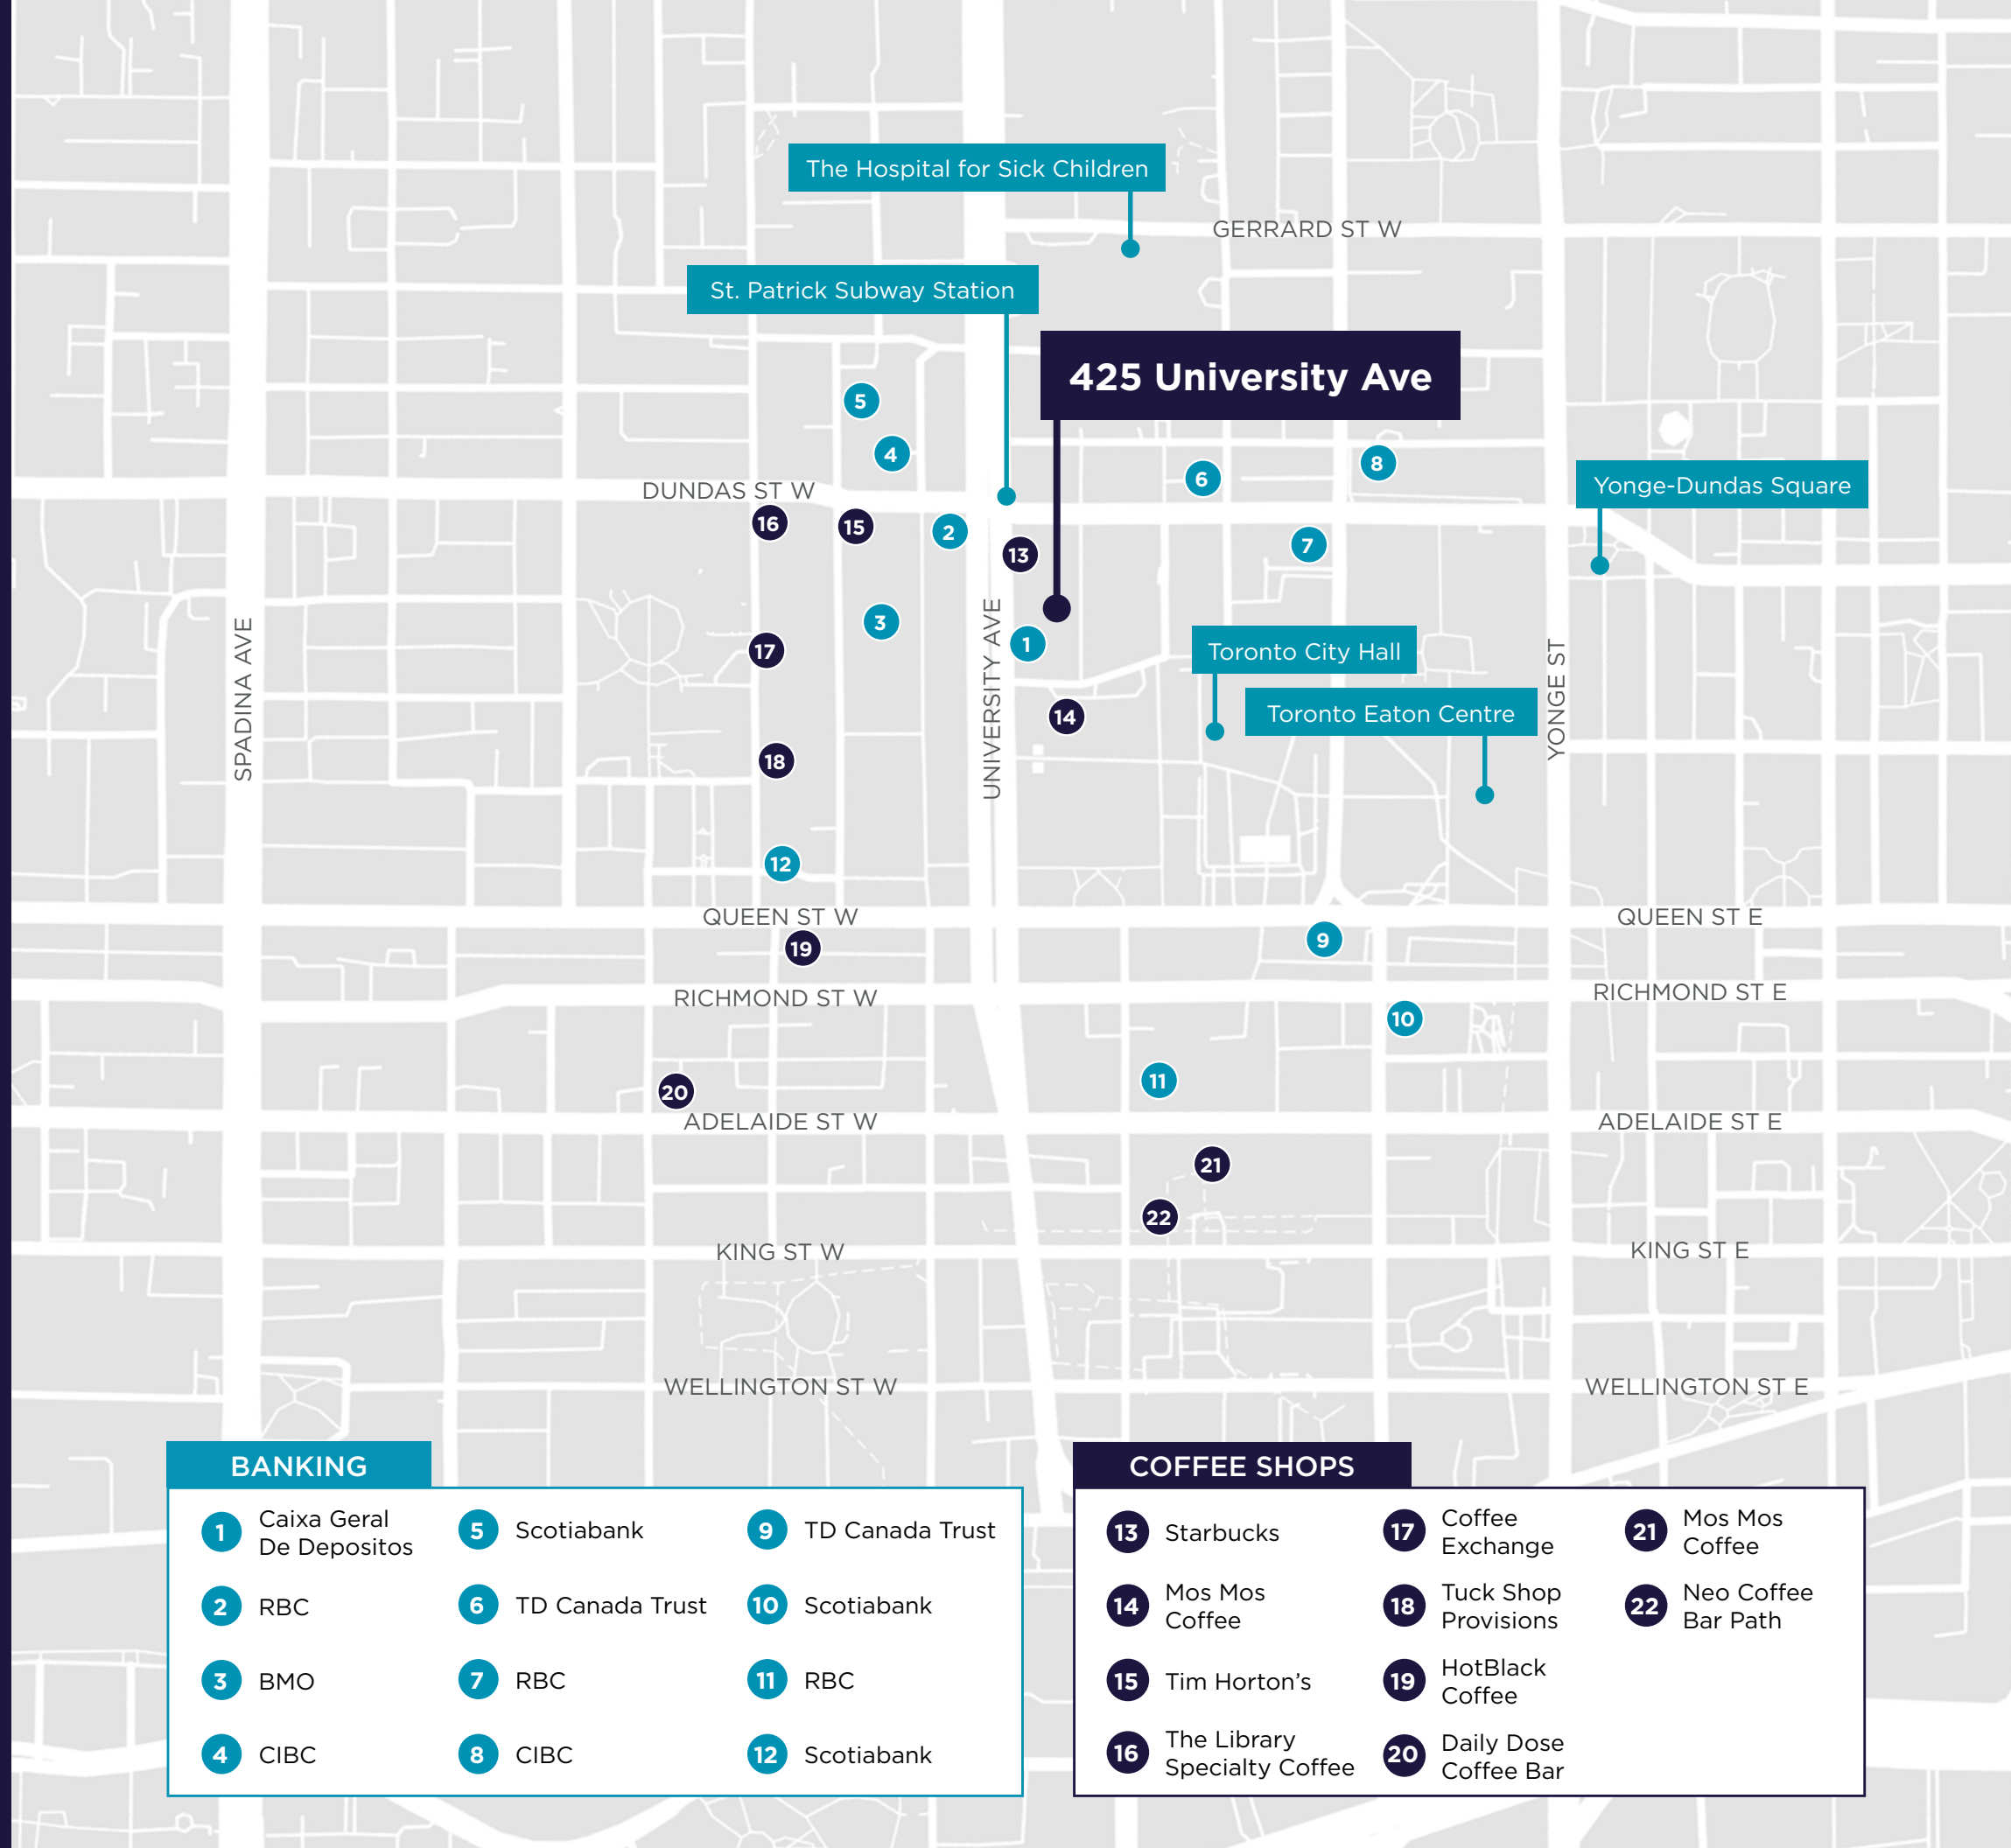 The Hospital for Sick Children
GERRARD ST W
St. Patrick Subway Station
425 University Ave
5
4
8
6
DUNDAS ST W
Yonge-Dundas Square
16
15
2
13
7
SPADINA AVE
3
UNIVERSITY AVE
1
17
Toronto City Hall
YONGE ST
14
Toronto Eaton Centre
18
12
QUEEN ST W
QUEEN ST E
19
9
RICHMOND ST W
RICHMOND ST E
10
11
20
ADELAIDE ST W
ADELAIDE ST E
21
22
KING ST W
KING ST E
WELLINGTON ST W
WELLINGTON ST E
BANKING
1 Caixa Geral
De Depositos
2 RBC
3 BMO
4 CIBC
5 Scotiabank
6 TD Canada Trust
7 RBC
8 CIBC
9 TD Canada Trust
10 Scotiabank
11 RBC
12 Scotiabank
COFFEE SHOPS
13 Starbucks
14 Mos Mos
Coffee
15 Tim Horton’s
16 The Library
Specialty Coffee
17 Coffee
Exchange
18 Tuck Shop
Provisions
19 HotBlack
Coffee
20 Daily Dose
Coffee Bar
21 Mos Mos
Coffee
22 Neo Coffee
Bar Path